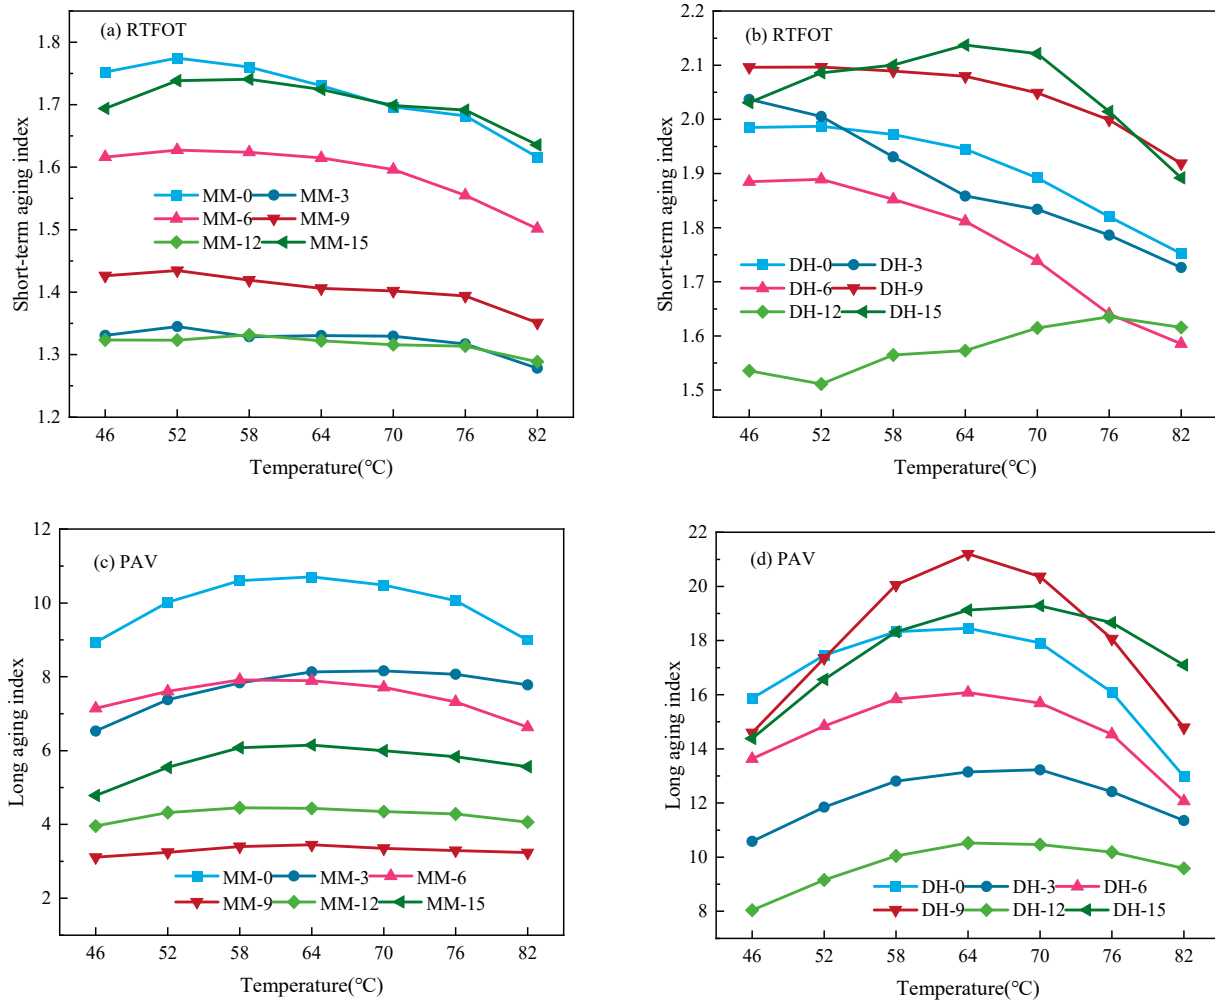 (a) RTFOT
Short-term aging index
1.8
1.7
1.6
1.5
1.4
1.3
1.2
MM-0 MM-3
MM-6 MM-9
MM-12 MM-15
46 52 58 64 70 76 82
Temperature(℃)
(b) RTFOT
Short-term aging index
2.2
2.1
2.0
1.9
1.8
1.7
1.6
1.5
DH-0 DH-3
DH-6 DH-9
DH-12 DH-15
46 52 58 64 70 76 82
Temperature(℃)
(c) PAV
Long aging index
12
10
8
6
4
2
MM-0 MM-3 MM-6
MM-9 MM-12 MM-15
46 52 58 64 70 76 82
Temperature(℃)
(d) PAV
Long aging index
22
20
18
16
14
12
10
8
DH-0 DH-3 DH-6
DH-9 DH-12 DH-15
46 52 58 64 70 76 82
Temperature(℃)